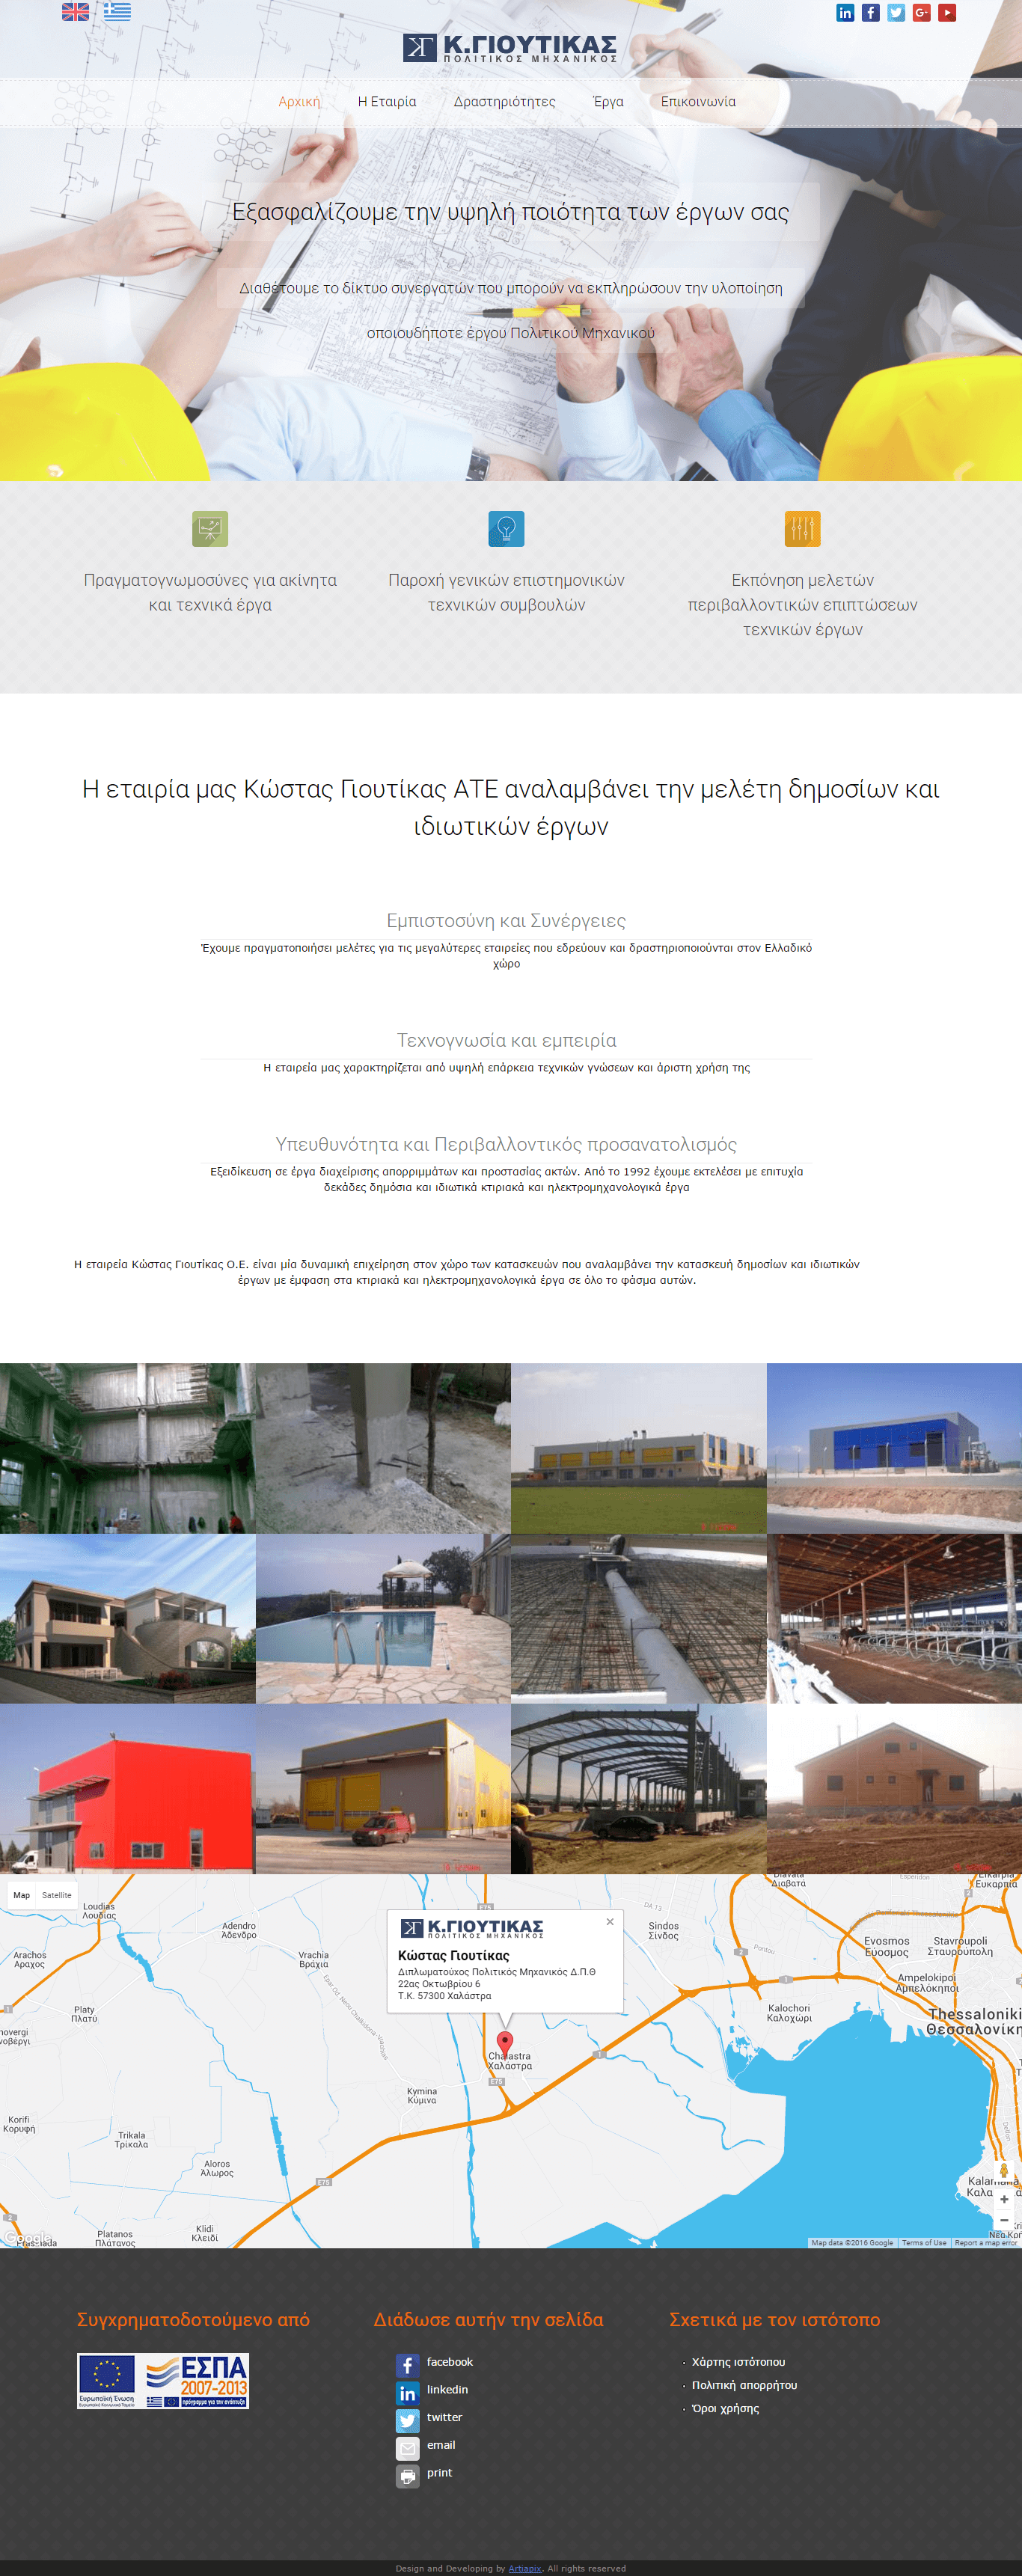 Κ.ΓΙΟΥΤΙΚΑΣ
ΠΟΛΙΤΙΚΟΣ ΜΗΧΑΝΙΚΟΣ
Αρχική Η Εταιρία Δραστηριότητες Έργα Επικοινωνία
Εξασφαλίζουμε την υψηλή ποιότητα των έργων σας
Διαθέτουμε το δίκτυο συνεργατών που μπορούν να εκπληρώσουν την υλοποίηση
οποιουδήποτε έργου Πολιτικού Μηχανικού
Πραγματογνωμοσύνες για ακίνητα
και τεχνικά έργα
Παροχή γενικών επιστημονικών
τεχνικών συμβουλών
Εκπόνηση μελετών
περιβαλλοντικών επιπτώσεων
τεχνικών έργων
Η εταιρία μας Κώστας Γιουτίκας ΑΤΕ αναλαμβάνει την μελέτη δημοσίων και
ιδιωτικών έργων
Εμπιστοσύνη και Συνέργειες
Έχουμε πραγματοποιήσει μελέτες για τις μεγαλύτερες εταιρείες που εδρεύουν και δραστηριοποιούνται στον Ελλαδικό
χώρο
Τεχνογνωσία και εμπειρία
Η εταιρεία μας χαρακτηρίζεται από υψηλή επάρκεια τεχνικών γνώσεων και άριστη χρήση της
Υπευθυνότητα και Περιβαλλοντικός προσανατολισμός
Εξειδίκευση σε έργα διαχείρισης απορριμμάτων και προστασίας ακτών. Από το 1992 έχουμε εκτελέσει με επιτυχία
δεκάδες δημόσια και ιδιωτικά κτιριακά και ηλεκτρομηχανολογικά έργα
Η εταιρεία Κώστας Γιουτίκας Ο.Ε. είναι μία δυναμική επιχείρηση στον χώρο των κατασκευών που αναλαμβάνει την κατασκευή δημοσίων και ιδιωτικών
έργων με έμφαση στα κτιριακά και ηλεκτρομηχανολογικά έργα σε όλο το φάσμα αυτών.
Map Satellite
Loudias
Λουδίας
Adendro
Άδενδρο
Arachos
Αραχος
Vrachia
Βράχια
Platy
Πλατύ
Κ.ΓΙΟΥΤΙΚΑΣ
ΠΟΛΙΤΙΚΟΣ ΜΗΧΑΝΙΚΟΣ
Κώστας Γιουτίκας
Διπλωματούχος Πολιτικός Μηχανικός Δ.Π.Θ
22ας Οκτωβρίου 6
Τ.Κ. 57300 Χαλάστρα
DA 13
Sindos
Σίνδος
Διαβατά
Ευκαρπία
Evosmos
Εύοσμος
Stavroupoli
Σταυρούπολη
Ampelokipoi
Αμπελόκηποι
Kalochori
Καλοχώρι
Thessaloniki
Θεσσαλονίκη
Chalastra
Χαλάστρα
E75
Kymina
Κύμινα
Korifi
Κορυφή
Trikala
Τρίκαλα
Aloros
Άλωρος
E75
Klidi
Κλειδί
Platanos
Πλάτανος
Google
Map data ©2016 Google Terms of Use Report a map error
Συγχρηματοδοτούμενο από
Ευρωπαϊκή Ένωση
ΕΣΠΑ
2007-2013
πρόγραμμα για την ανάπτυξη
Διάδωσε αυτήν την σελίδα
facebook
linkedin
twitter
email
print
Σχετικά με τον ιστότοπο
Χάρτης ιστότοπου
Πολιτική απορρήτου
Όροι χρήσης
Design and Developing by Artiapix. All rights reserved